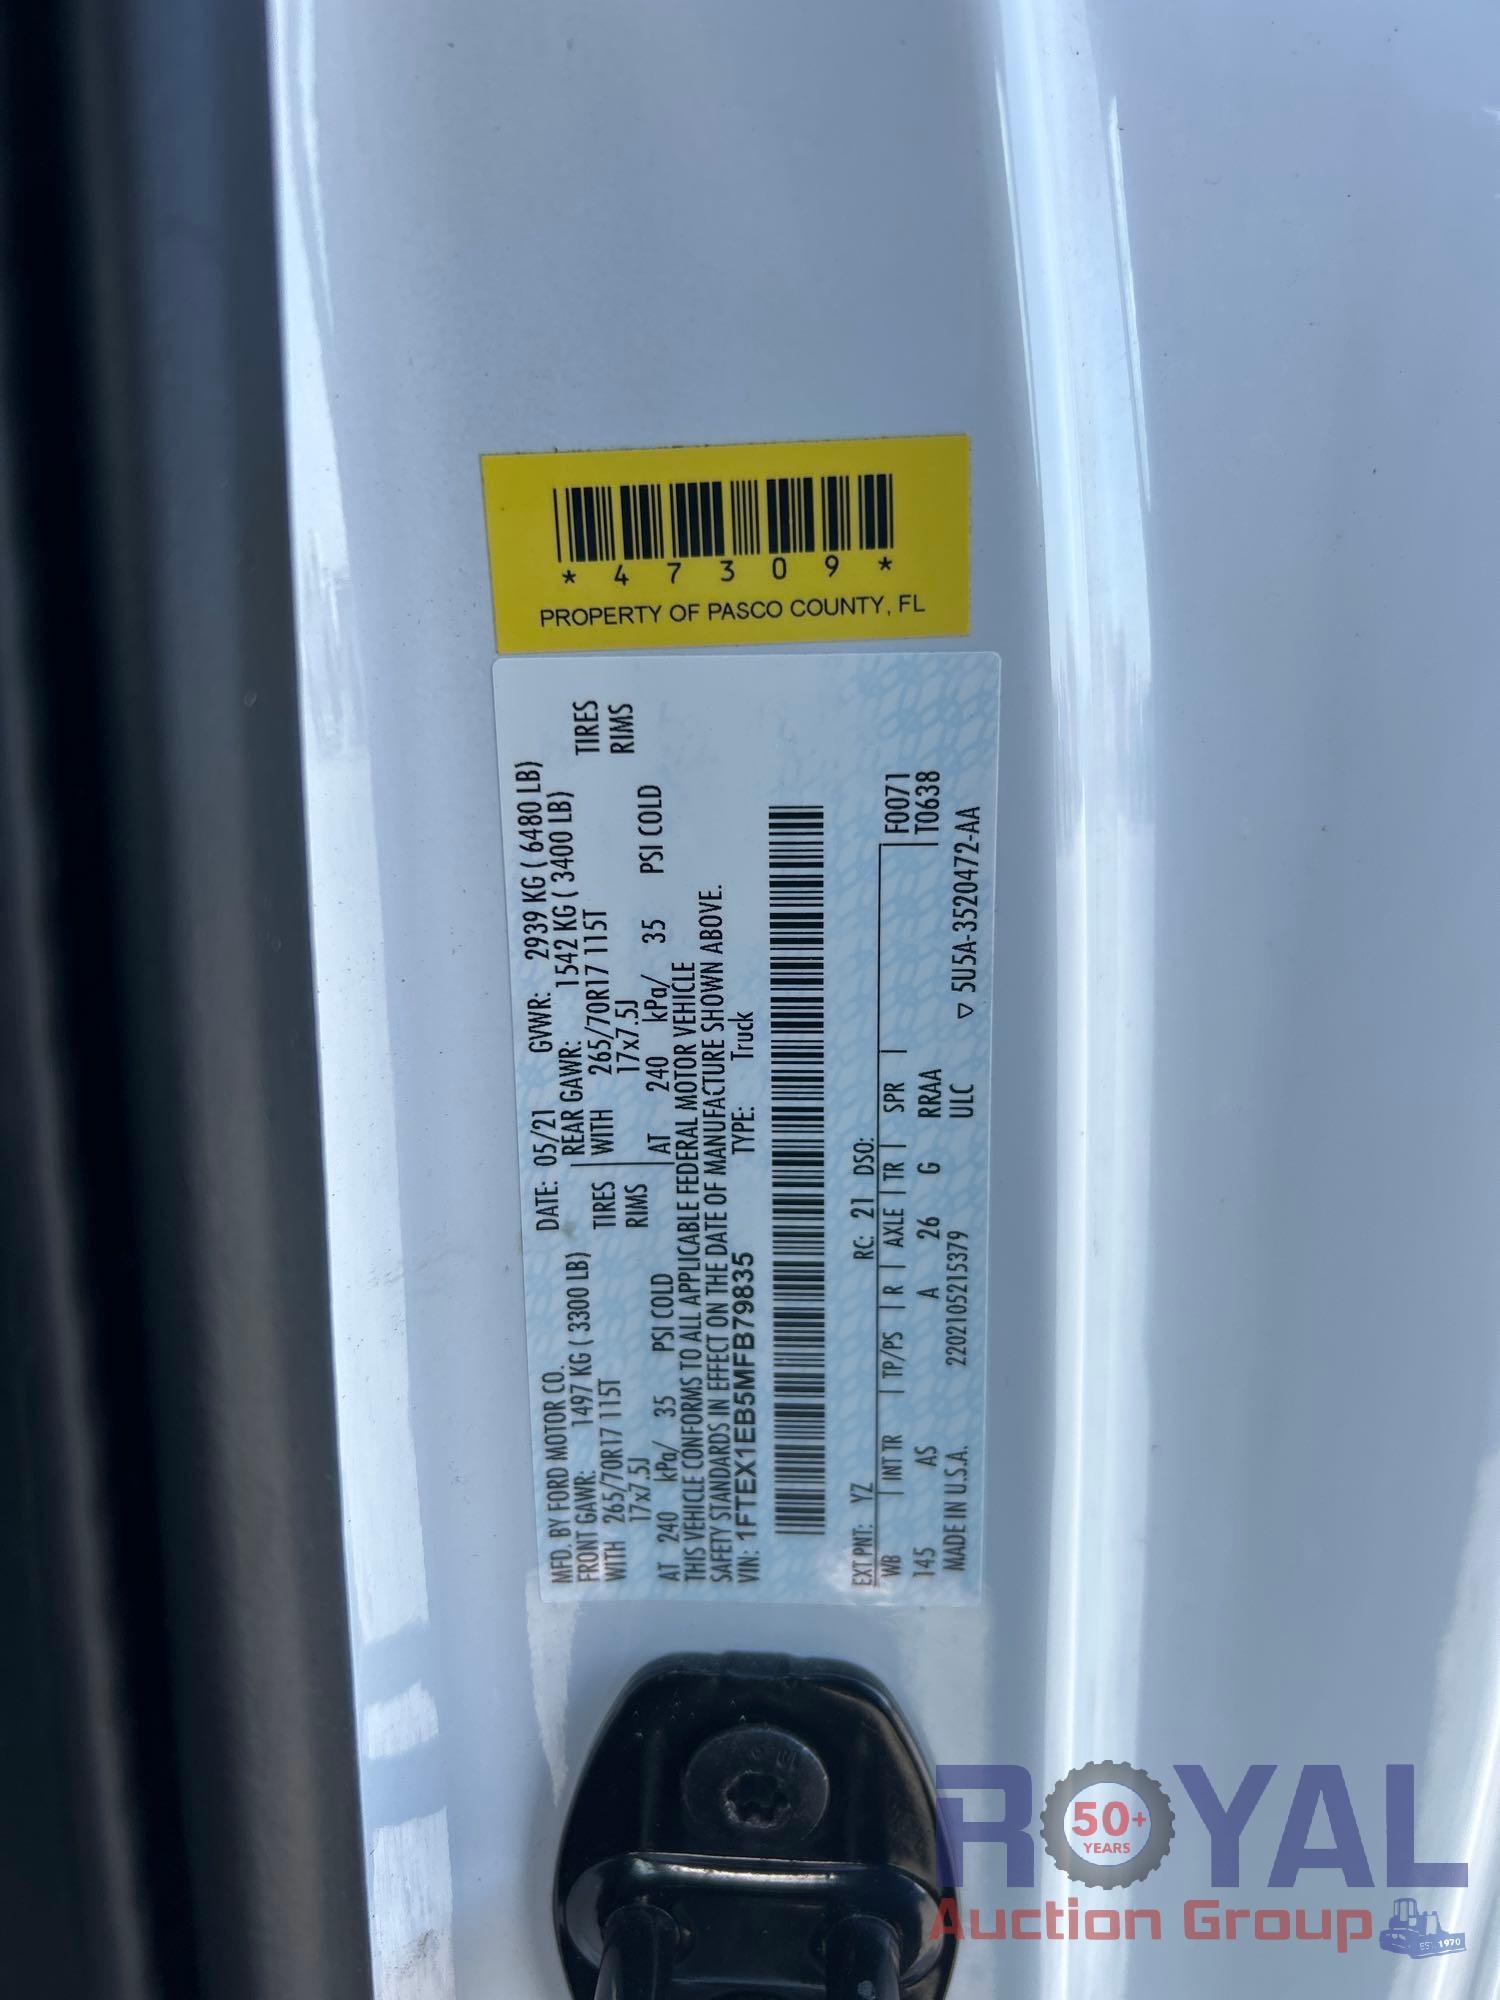 *47309*
PROPERTY OF PASCO COUNTY, FL
MFD. BY FORD MOTOR CO. DATE: 05/21 GVWR: 2939 KG ( 6480 LB)
FRONT GAWR: 1497 KG ( 3300 LB) REAR GAWR: 1542 KG ( 3400 LB)
WITH 265/70R17 115T TIRES WITH 265/70R17 115T TIRES
17x7.5J RIMS 17x7.5J RIMS
AT 240 kPa/ 35 PSI COLD AT 240 kPa/ 35 PSI COLD
THIS VEHICLE CONFORMS TO ALL APPLICABLE FEDERAL MOTOR VEHICLE
SAFETY STANDARDS IN EFFECT ON THE DATE OF MANUFACTURE SHOWN ABOVE.
VIN: 1FTEX1EB5MFB79835 TYPE: Truck
EXT PNT: YZ RC: 21 DSO: F0071
WB INT TR TP/PS R AXLE TR SPR T0638
145 AS A 26 G RRAA
MADE IN U.S.A. 220210521537​9 ULC ▽ 5U5A-3520472-AA
ROYAL
50+
YEARS
Auction Group
EST. 1970